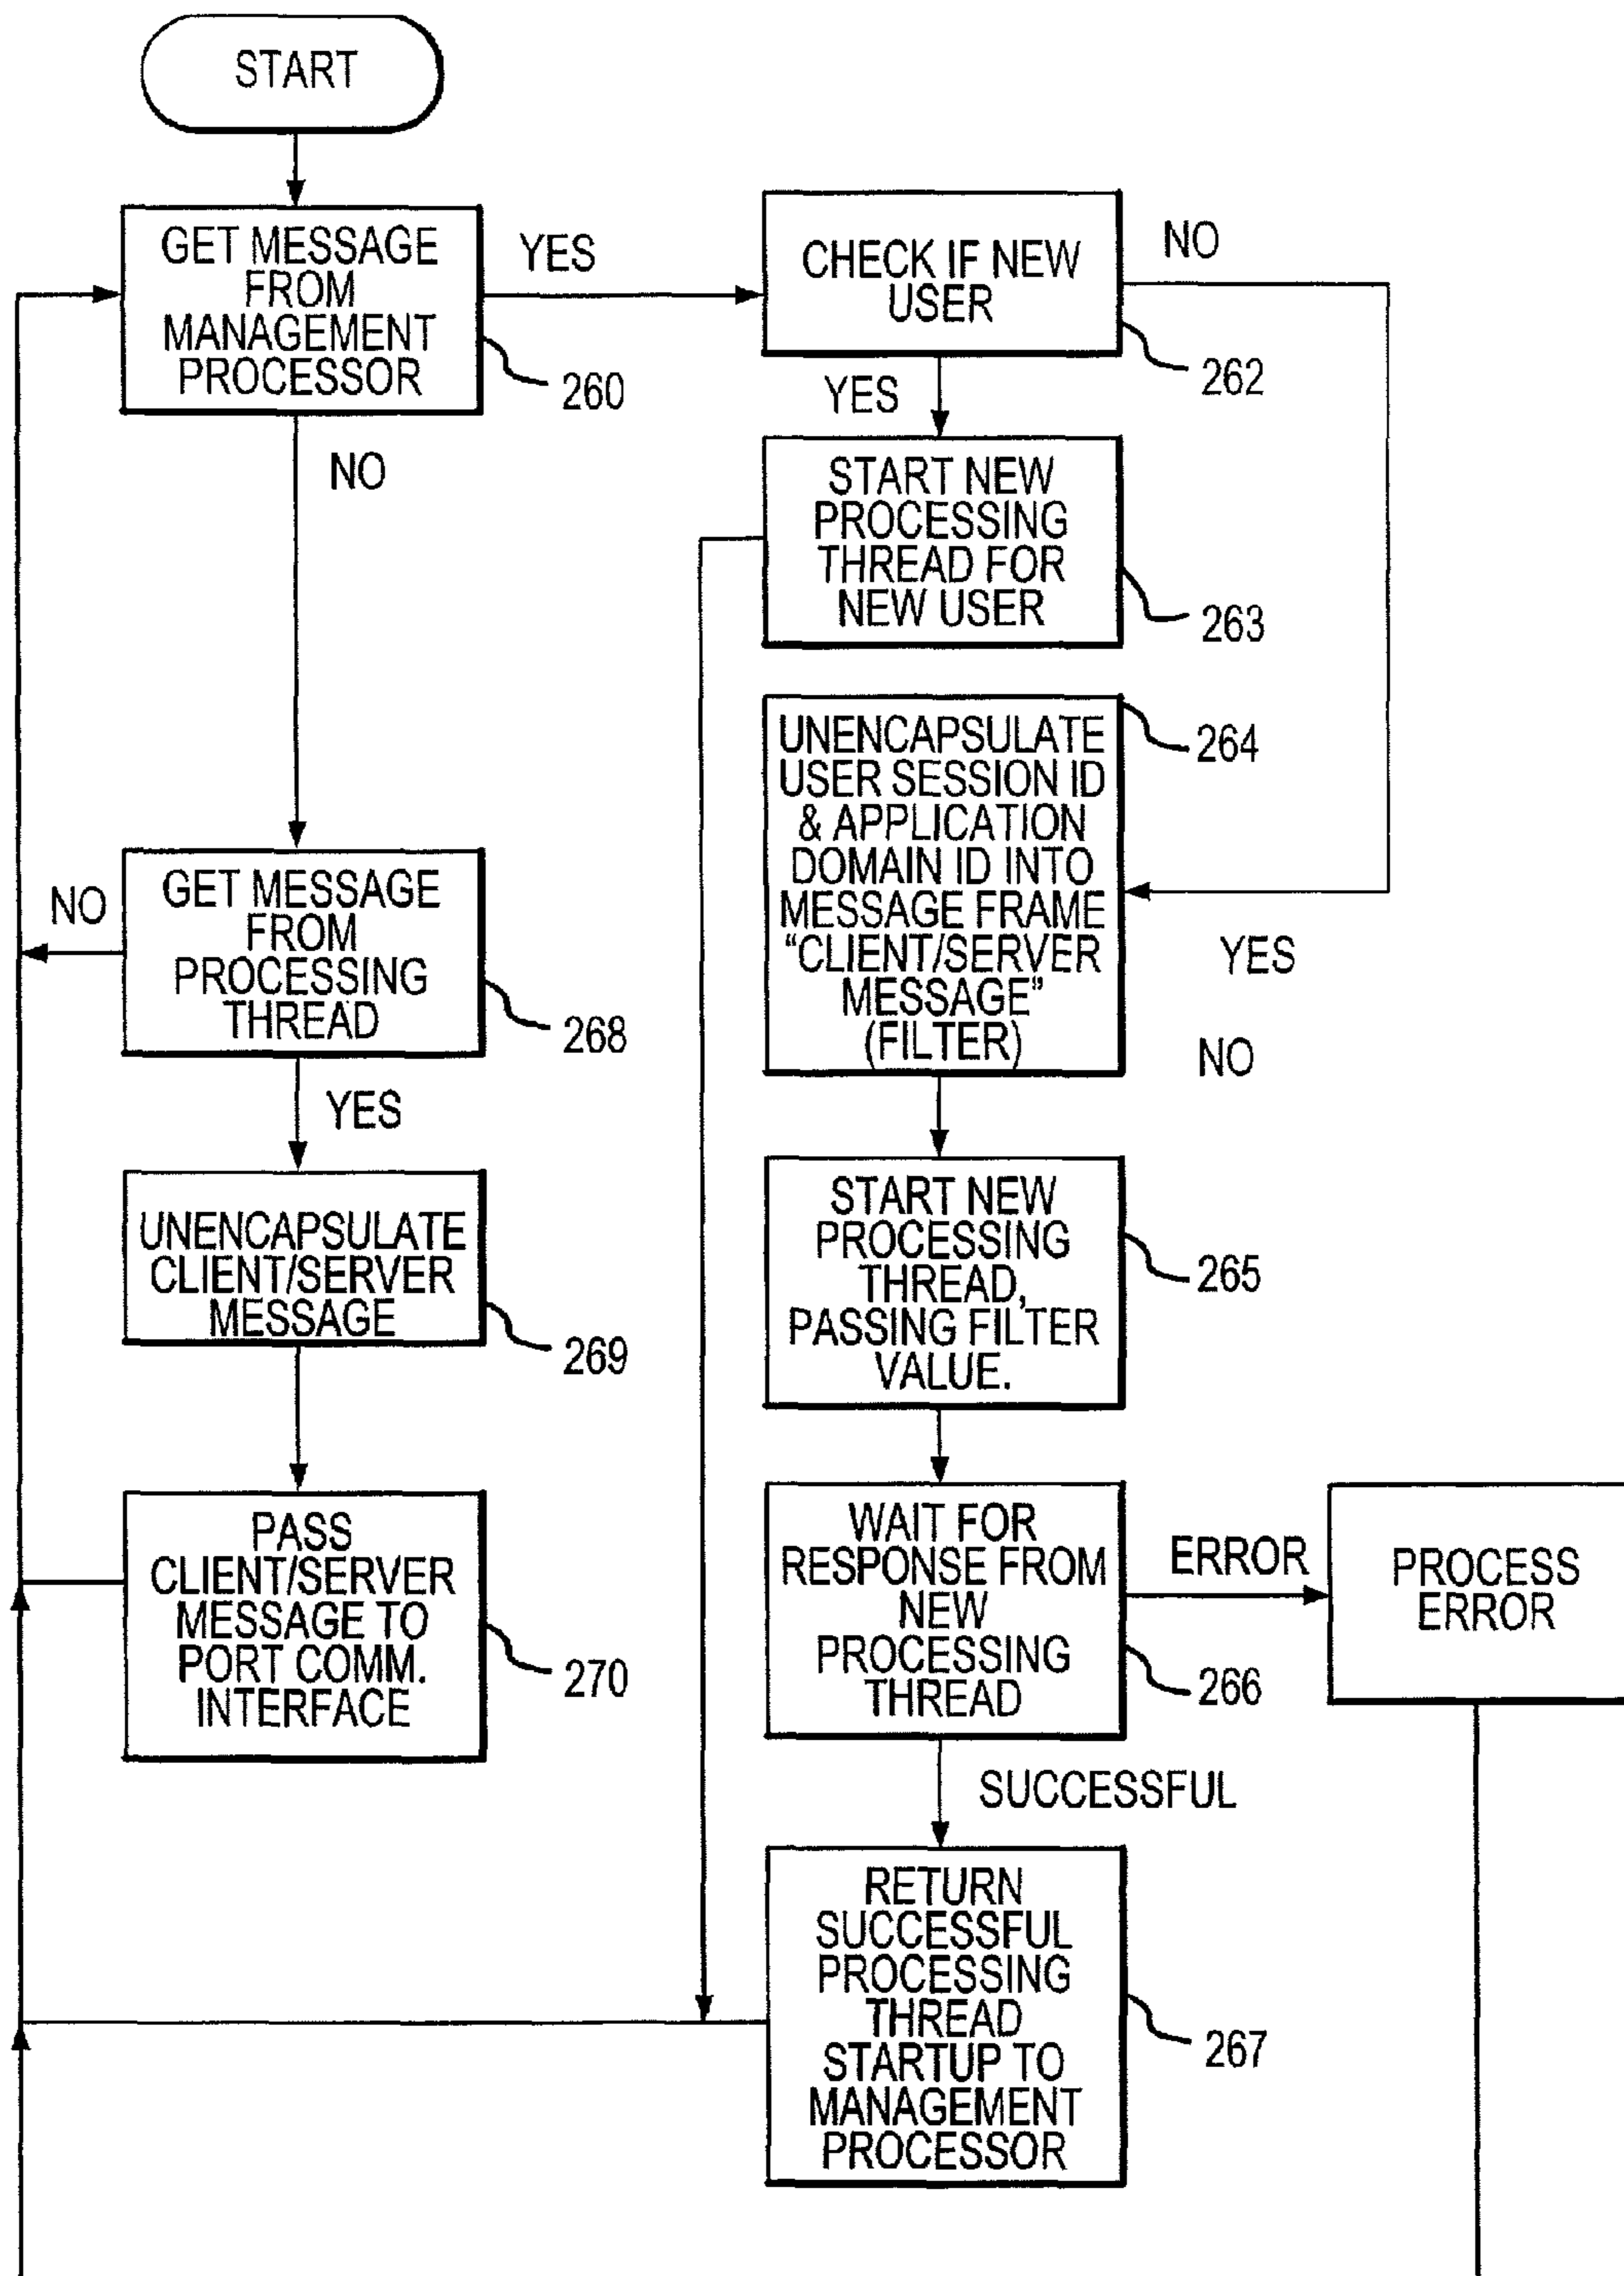 START
GET MESSAGE
FROM
MANAGEMENT
PROCESSOR
260
YES
NO
CHECK IF NEW
USER
262
NO
YES
START NEW
PROCESSING
THREAD FOR
NEW USER
263
UNENCAPSULATE
USER SESSION ID
& APPLICATION
DOMAIN ID INTO
MESSAGE FRAME
“CLIENT/SERVER
MESSAGE”
(FILTER)
264
YES
NO
START NEW
PROCESSING
THREAD,
PASSING FILTER
VALUE.
265
WAIT FOR
RESPONSE FROM
NEW
PROCESSING
THREAD
266
ERROR
PROCESS
ERROR
SUCCESSFUL
RETURN
SUCCESSFUL
PROCESSING
THREAD
STARTUP TO
MANAGEMENT
PROCESSOR
267
GET MESSAGE
FROM
PROCESSING
THREAD
268
NO
YES
UNENCAPSULATE
CLIENT/SERVER
MESSAGE
269
PASS
CLIENT/SERVER
MESSAGE TO
PORT COMM.
INTERFACE
270